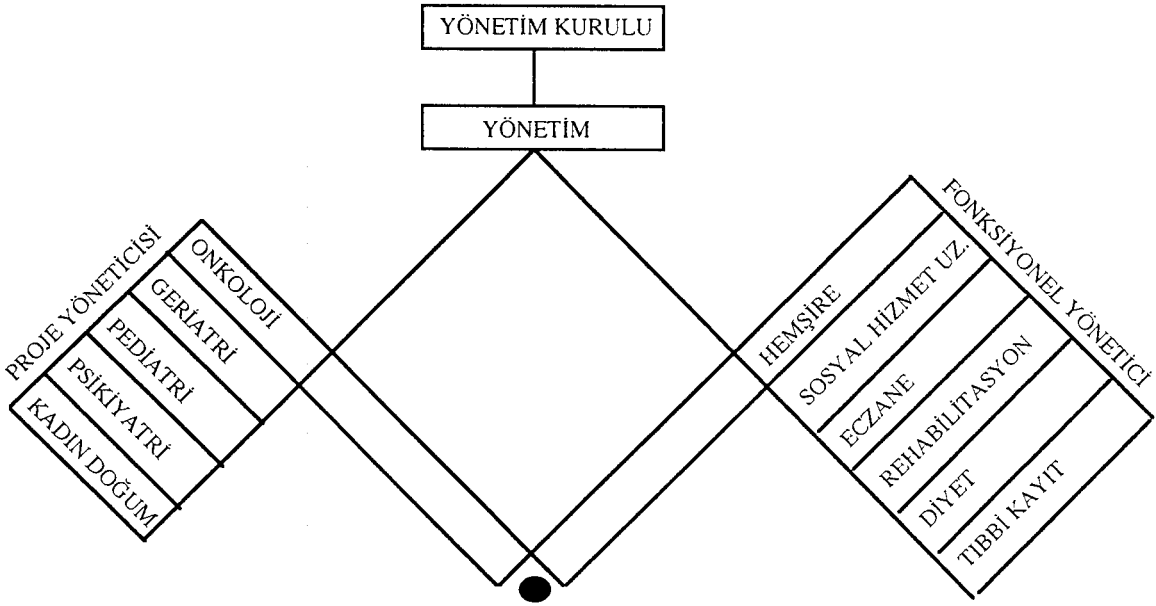 YÖNETİM KURULU
YÖNETİM
PROJE YÖNETİCİSİ
ONKOLOJİ
GERİATRİ
PEDİATRİ
PSİKİYATRİ
KADIN DOĞUM
FONKSİYONEL YÖNETİCİ
HEMŞİRE
SOSYAL HİZMET UZ.
ECZANE
REHABİLİTASYON
DİYET
TIBBİ KAYIT